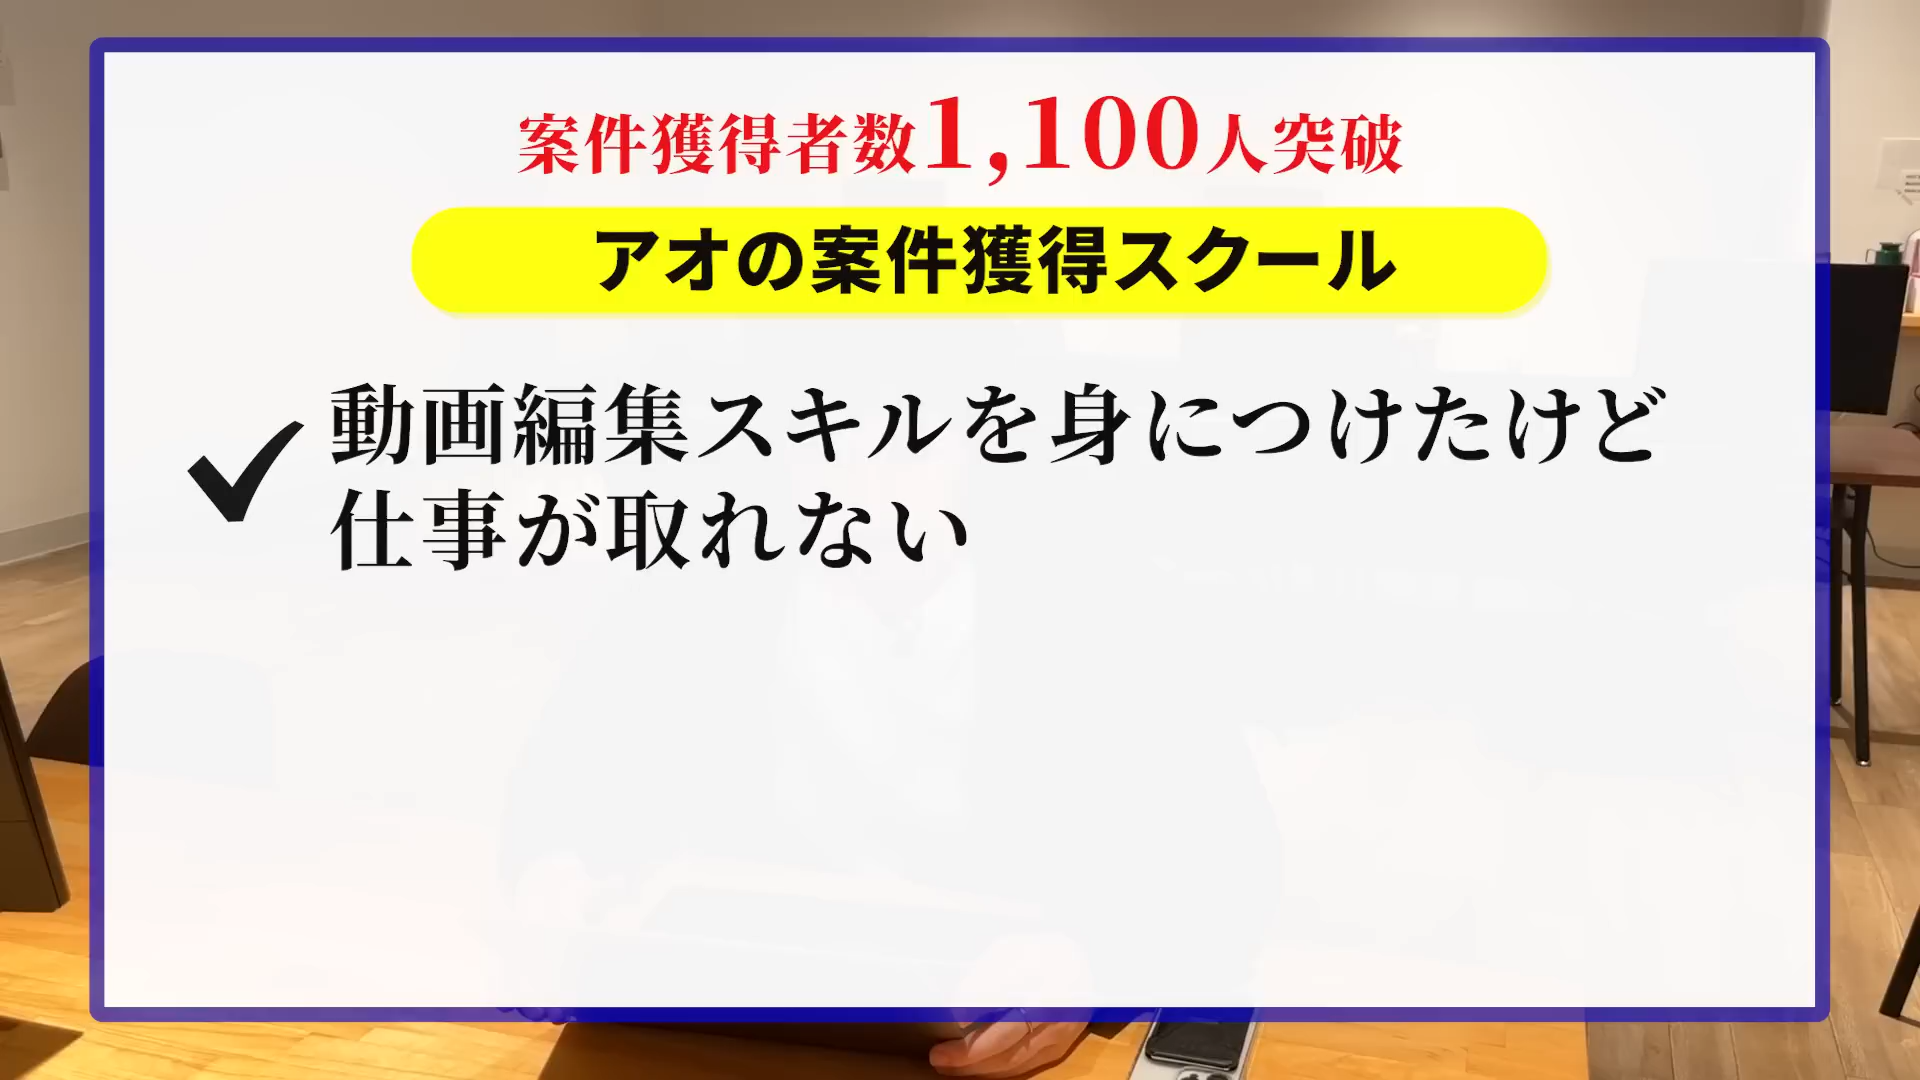 案件獲得者数1,100人突破
アオの案件獲得スクール
動画編集スキルを身につけたけど
仕事が取れない